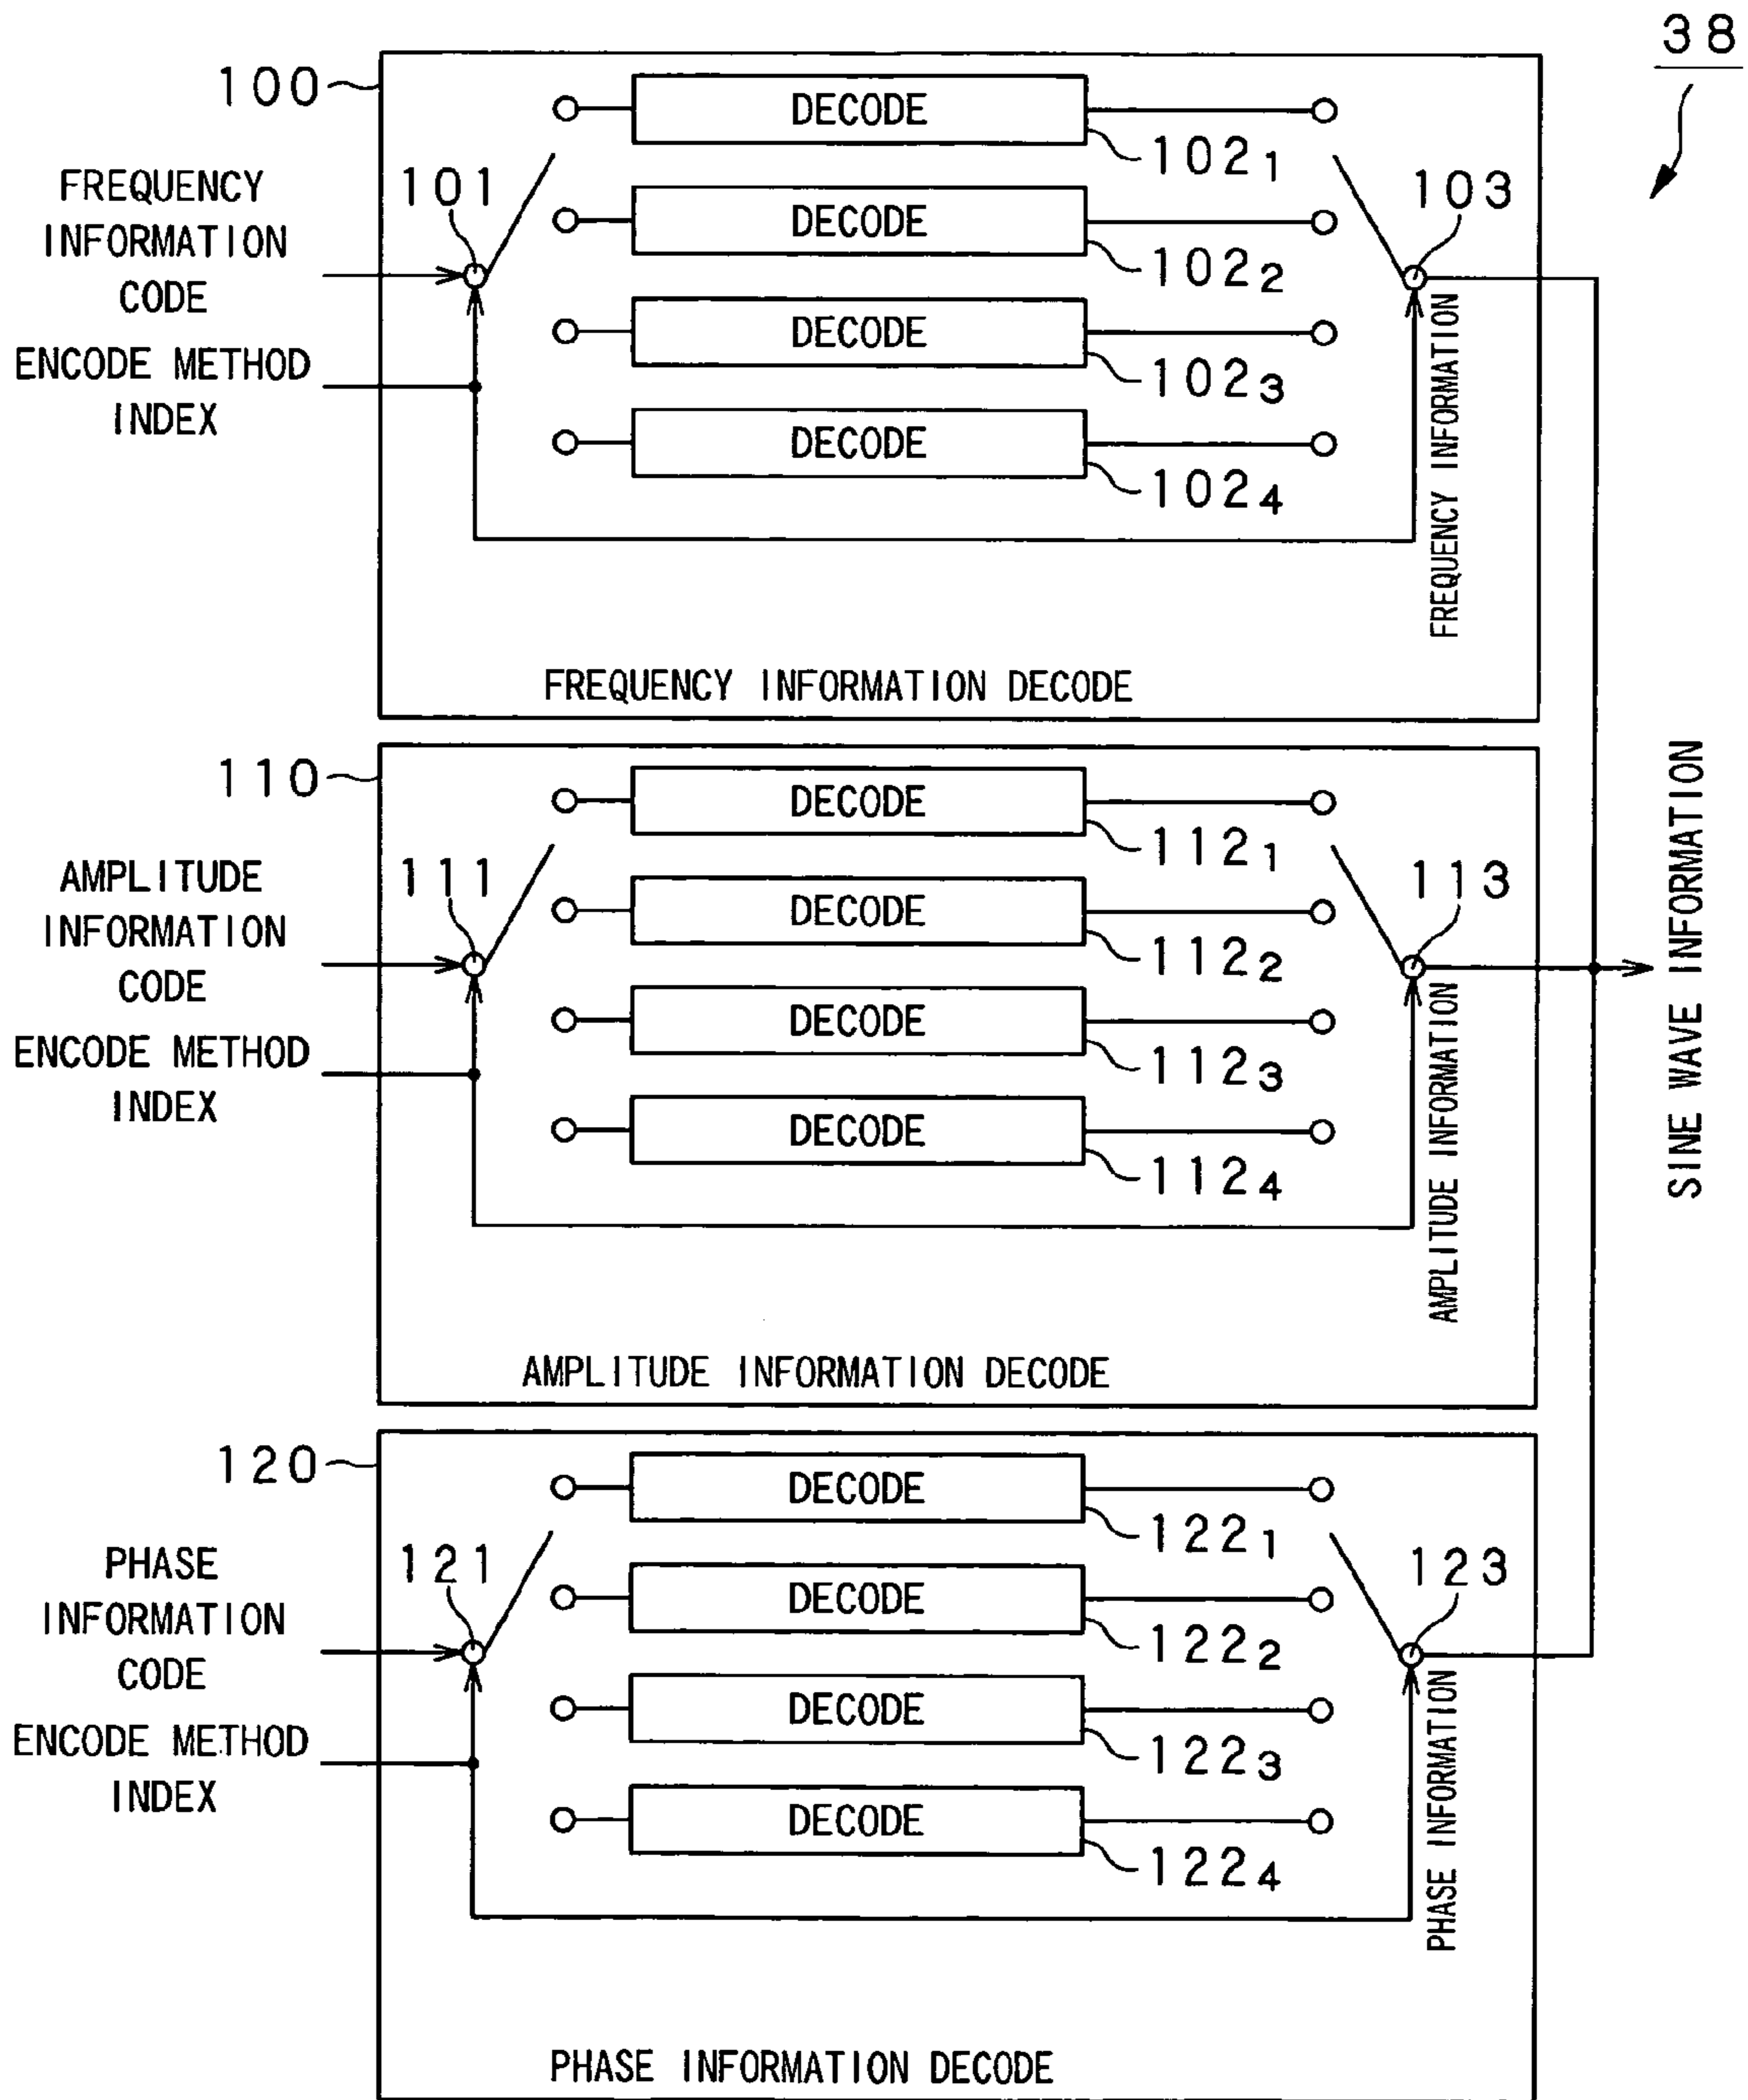 38
100
DECODE
102₁
FREQUENCY
INFORMATION
CODE
101
DECODE
102₂
103
ENCODE METHOD
INDEX
DECODE
102₃
DECODE
102₄
FREQUENCY INFORMATION
FREQUENCY INFORMATION DECODE
110
DECODE
112₁
AMPLITUDE
INFORMATION
CODE
111
DECODE
112₂
113
ENCODE METHOD
INDEX
DECODE
112₃
DECODE
112₄
AMPLITUDE INFORMATION
AMPLITUDE INFORMATION DECODE
SINE WAVE INFORMATION
120
DECODE
122₁
PHASE
INFORMATION
CODE
121
DECODE
122₂
123
ENCODE METHOD
INDEX
DECODE
122₃
DECODE
122₄
PHASE INFORMATION
PHASE INFORMATION DECODE